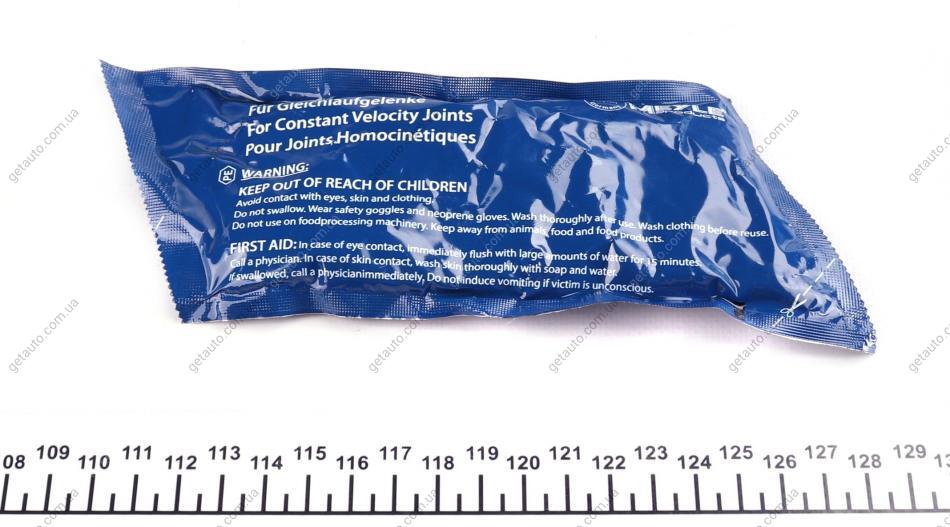 Für Gleichlaufgelenke
For Constant Velocity Joints
Pour Joints Homocinétiques
MEYLE
products
PE
WARNING:
KEEP OUT OF REACH OF CHILDREN
Avoid contact with eyes, skin and clothing.
Do not swallow. Wear safety goggles and neoprene gloves. Wash thoroughly after use. Wash clothing before reuse.
Do not use on foodprocessing machinery. Keep away from animals, food and food products.
FIRST AID: In case of eye contact, immediately flush with large amounts of water for 15 minutes.
Call a physician. In case of skin contact, wash skin thoroughly with soap and water.
If swallowed, call a physicianimmediately, Do not induce vomiting if victim is unconscious.
08 109 110 111 112 113 114 115 116 117 118 119 120 121 122 123 124 125 126 127 128 129
getauto.com.ua